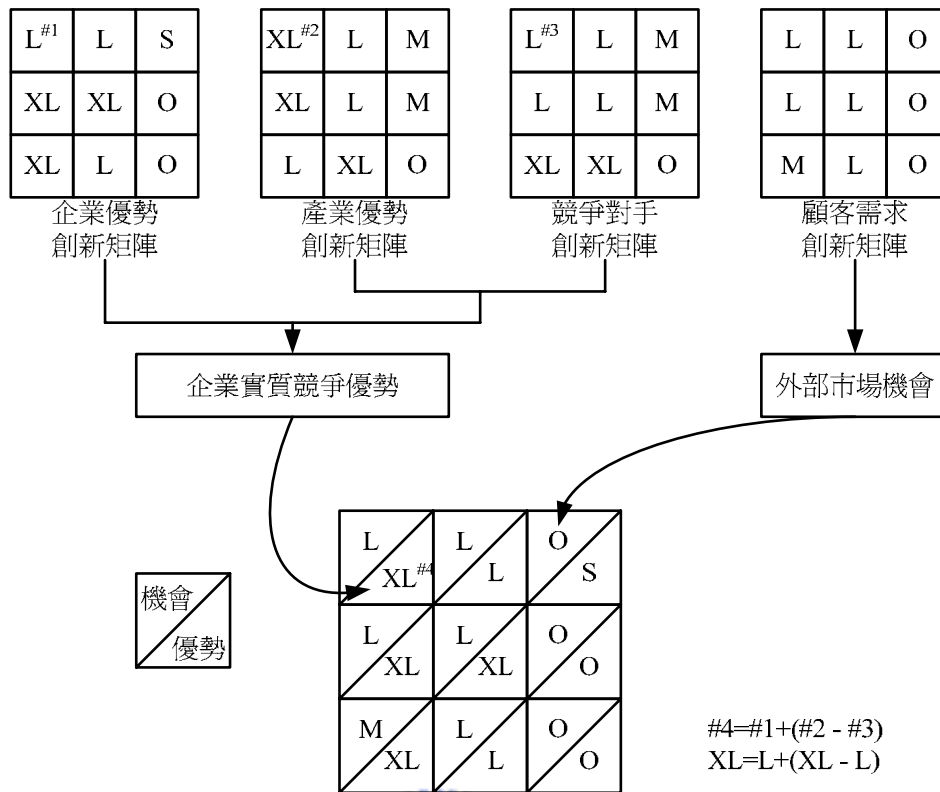 L#1 L S
XL XL O
XL L O
企業優勢
創新矩陣
XL#2 L M
XL L M
L XL O
產業優勢
創新矩陣
L#3 L M
L L M
XL XL O
競爭對手
創新矩陣
L L O
L L O
M L O
顧客需求
創新矩陣
企業實質競爭優勢
外部市場機會
機會
優勢
L L O
XL#4 L S
L L O
XL XL O
M L O
XL L O
#4=#1+(#2 - #3)
XL=L+(XL - L)